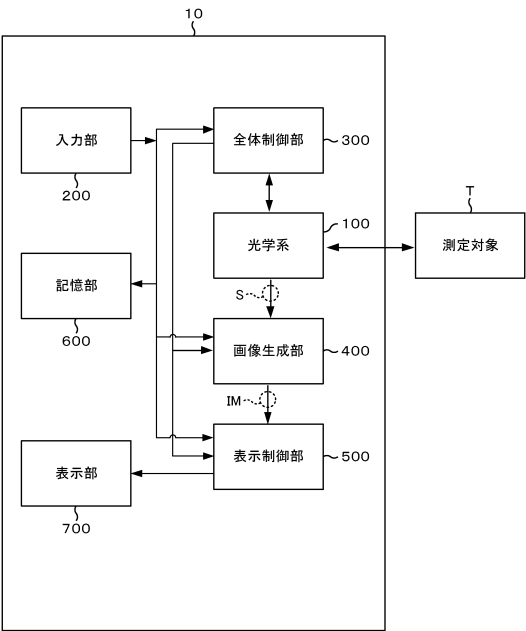 10
入力部
200
全体制御部
300
T
光学系
100
測定対象
記憶部
600
S
画像生成部
400
IM
表示部
700
表示制御部
500